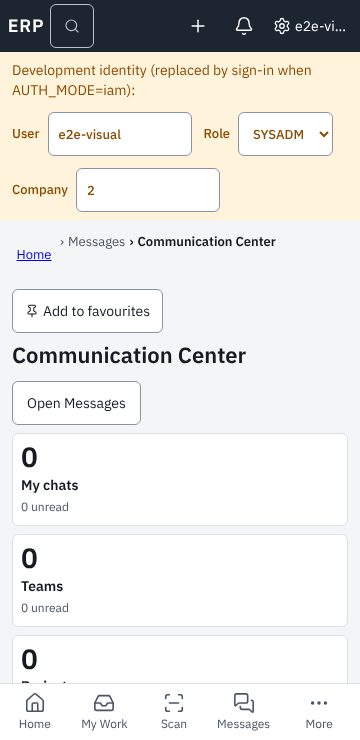 ERP
e2e-vi...
Development identity (replaced by sign-in when
AUTH_MODE=iam):
User
e2e-visual
Role
SYSADM
Company
2
Home › Messages › Communication Center
Add to favourites
Communication Center
Open Messages
0
My chats
0 unread
0
Teams
0 unread
0
Home
My Work
Scan
Messages
More